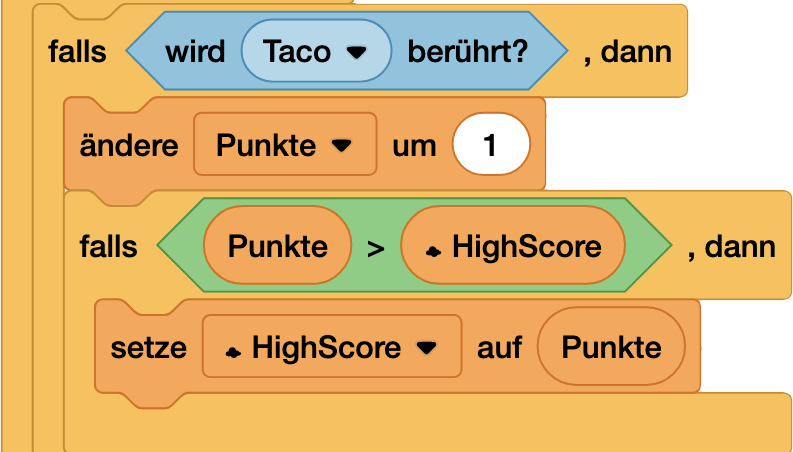 falls wird Taco berührt? , dann
ändere Punkte um 1
falls Punkte > HighScore , dann
setze HighScore auf Punkte